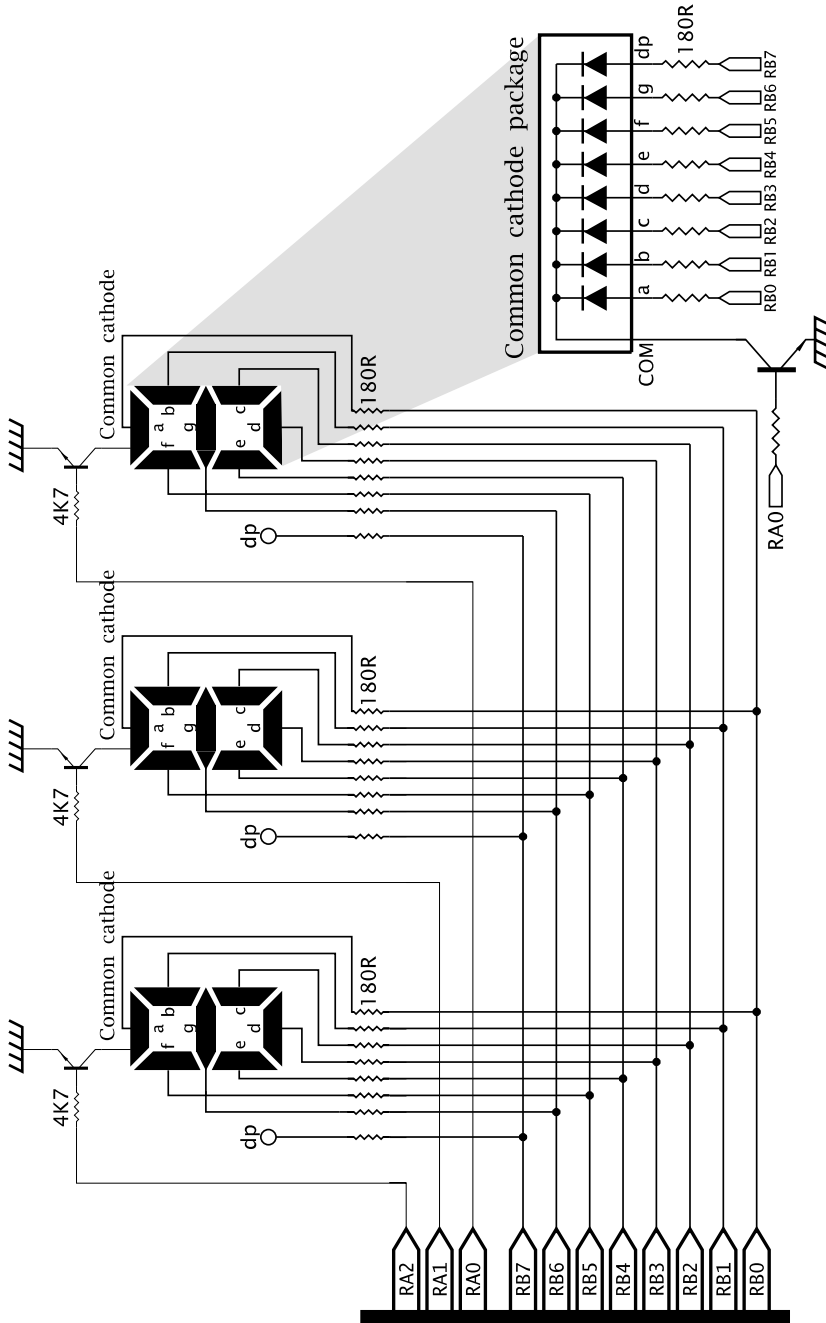 Common cathode
4K7
a
f
b
g
e
c
d
dp
180R
Common cathode
4K7
a
f
b
g
e
c
d
dp
180R
Common cathode
4K7
a
f
b
g
e
c
d
dp
180R
RA2
RA1
RA0
RB7
RB6
RB5
RB4
RB3
RB2
RB1
RB0
Common cathode package
COM
a
b
c
d
e
f
g
dp
180R
RB0
RB1
RB2
RB3
RB4
RB5
RB6
RB7
RA0